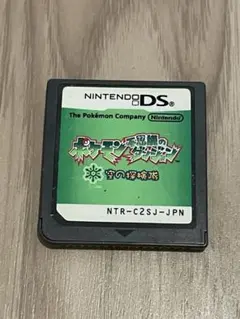 NINTENDO DS
The Pokémon Company Nintendo
ポケモン不思議のダンジョン
空の探検隊
NTR-C2SJ-JPN